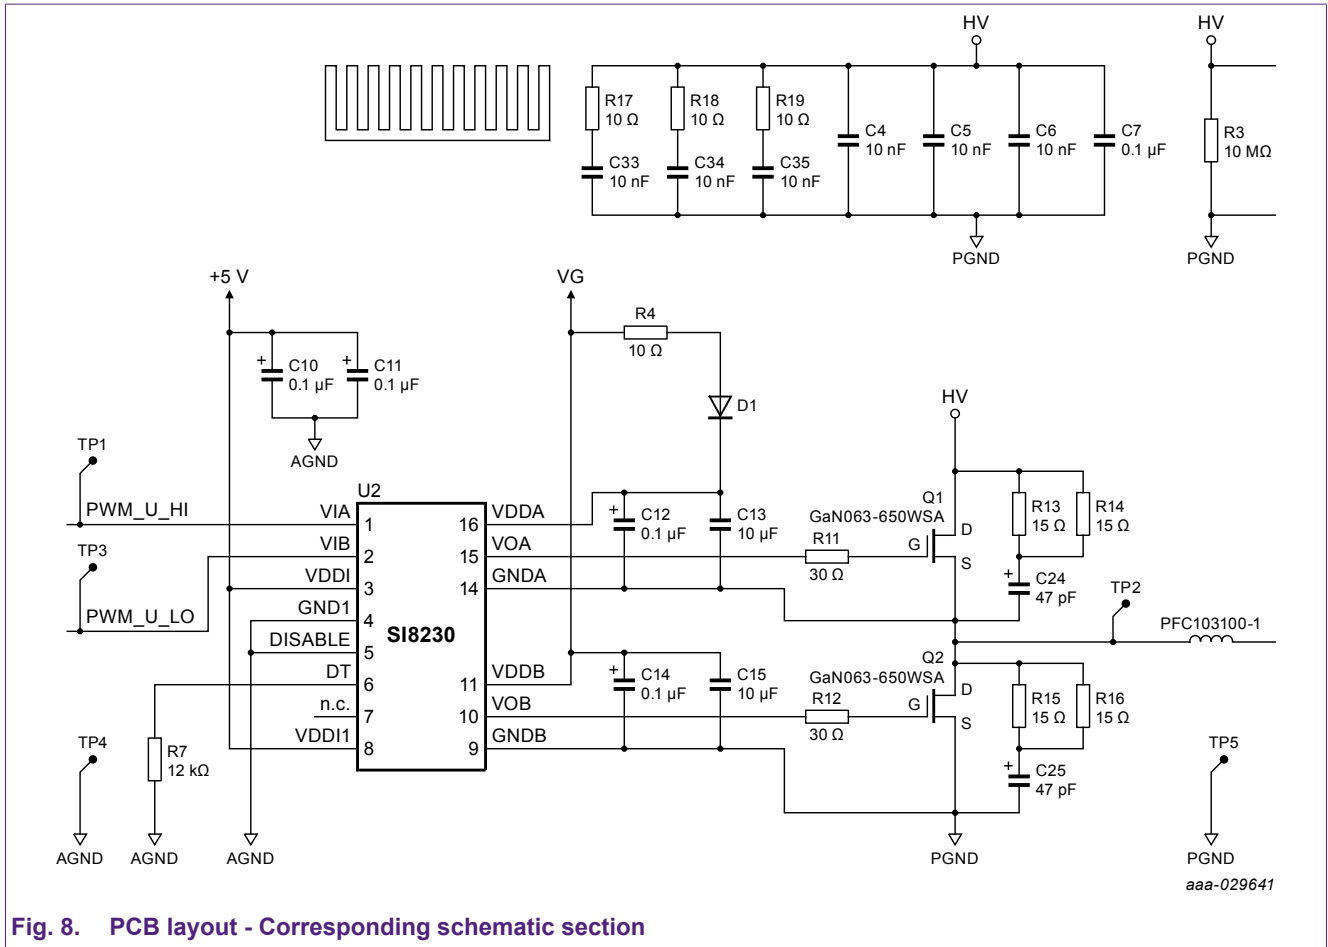 HV
HV
R17
10 Ω
R18
10 Ω
R19
10 Ω
C33
10 nF
C34
10 nF
C35
10 nF
C4
10 nF
C5
10 nF
C6
10 nF
C7
0.1 µF
R3
10 MΩ
PGND
PGND
+5 V
VG
R4
10 Ω
+
C10
0.1 µF
+
C11
0.1 µF
D1
HV
AGND
TP1
PWM_U_HI
TP3
PWM_U_LO
U2
VIA
1
VIB
2
VDDI
3
GND1
4
DISABLE
5
DT
6
n.c.
7
VDDI1
8
SI8230
16
VDDA
15
VOA
14
GNDA
11
VDDB
10
VOB
9
GNDB
+
C12
0.1 µF
C13
10 µF
Q1
GaN063-650WSA
R11
30 Ω
G
D
S
R13
15 Ω
R14
15 Ω
+
C24
47 pF
TP2
PFC103100-1
+
C14
0.1 µF
C15
10 µF
Q2
GaN063-650WSA
R12
30 Ω
G
D
S
R15
15 Ω
R16
15 Ω
+
C25
47 pF
TP4
R7
12 kΩ
TP5
AGND
AGND
AGND
PGND
PGND
aaa-029641
Fig. 8. PCB layout - Corresponding schematic section